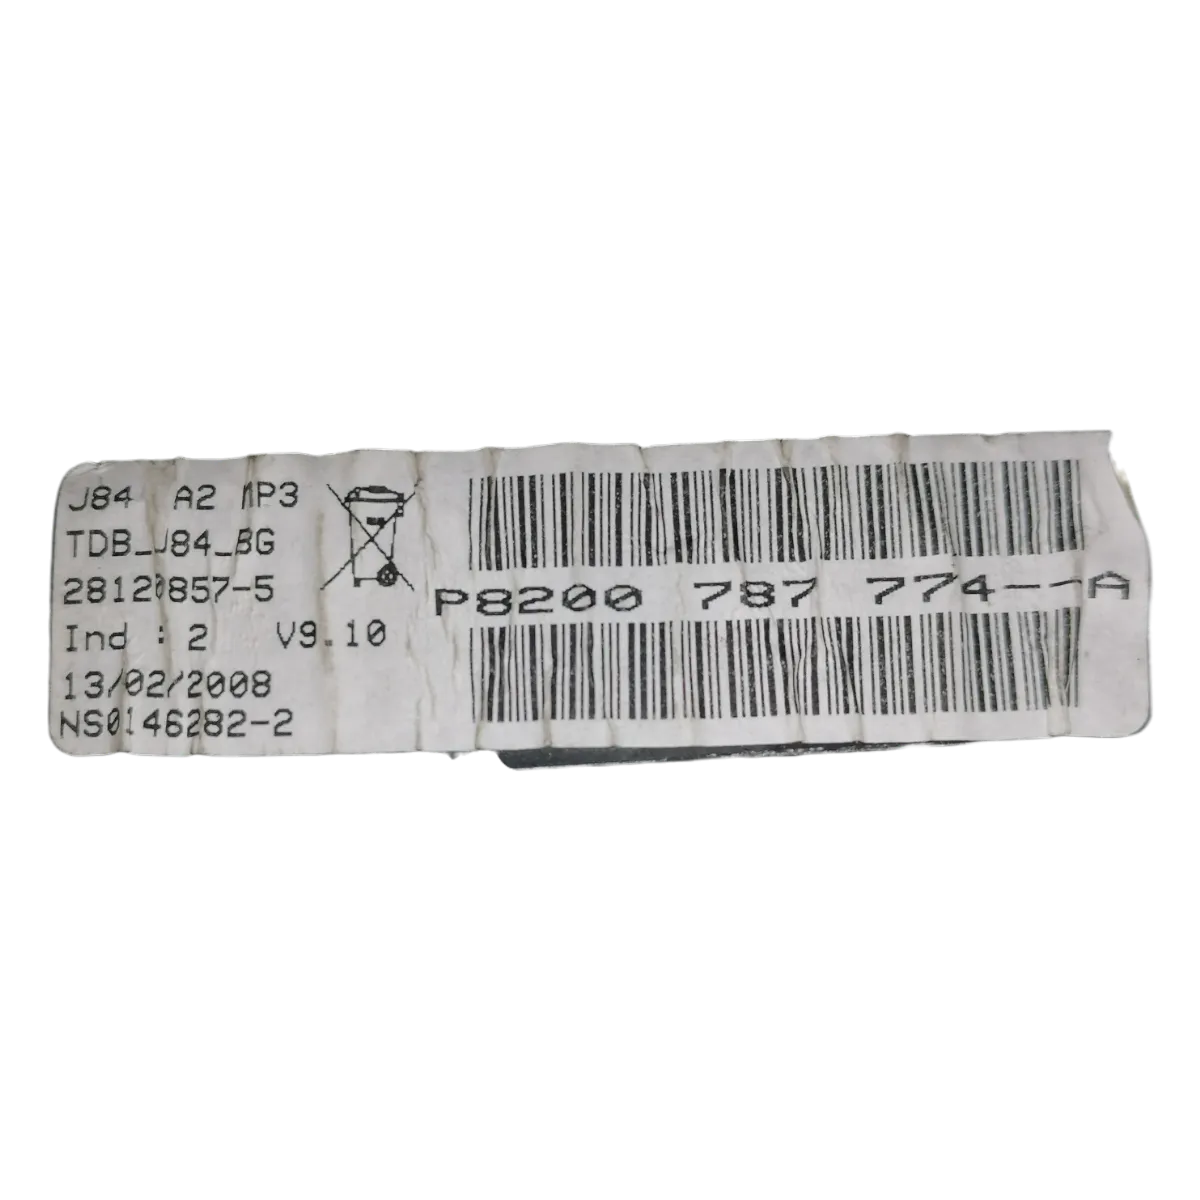 J84 A2 MP3
TDB_J84_BG
28120857-5
Ind : 2 V9.10
13/02/2008
NS0146282-2
P8200 787 774--A